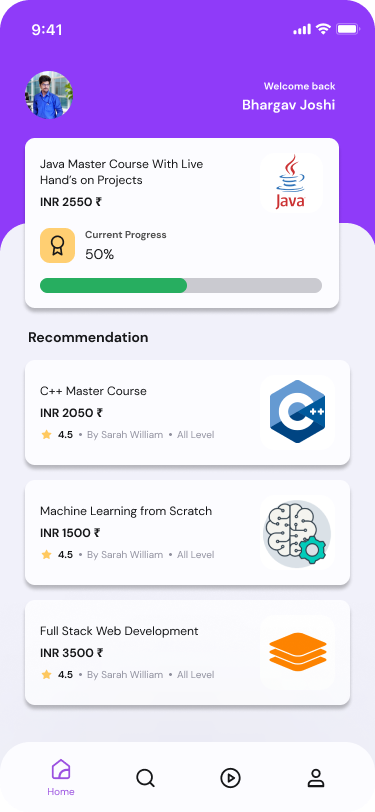 9:41
Welcome back
Bhargav Joshi
Java Master Course With Live
Hand's on Projects
INR 2550 ₹
Java
Current Progress
50%
Recommendation
C++ Master Course
INR 2050 ₹
C++
4.5 • By Sarah William • All Level
Machine Learning from Scratch
INR 1500 ₹
4.5 • By Sarah William • All Level
Full Stack Web Development
INR 3500 ₹
4.5 • By Sarah William • All Level
Home